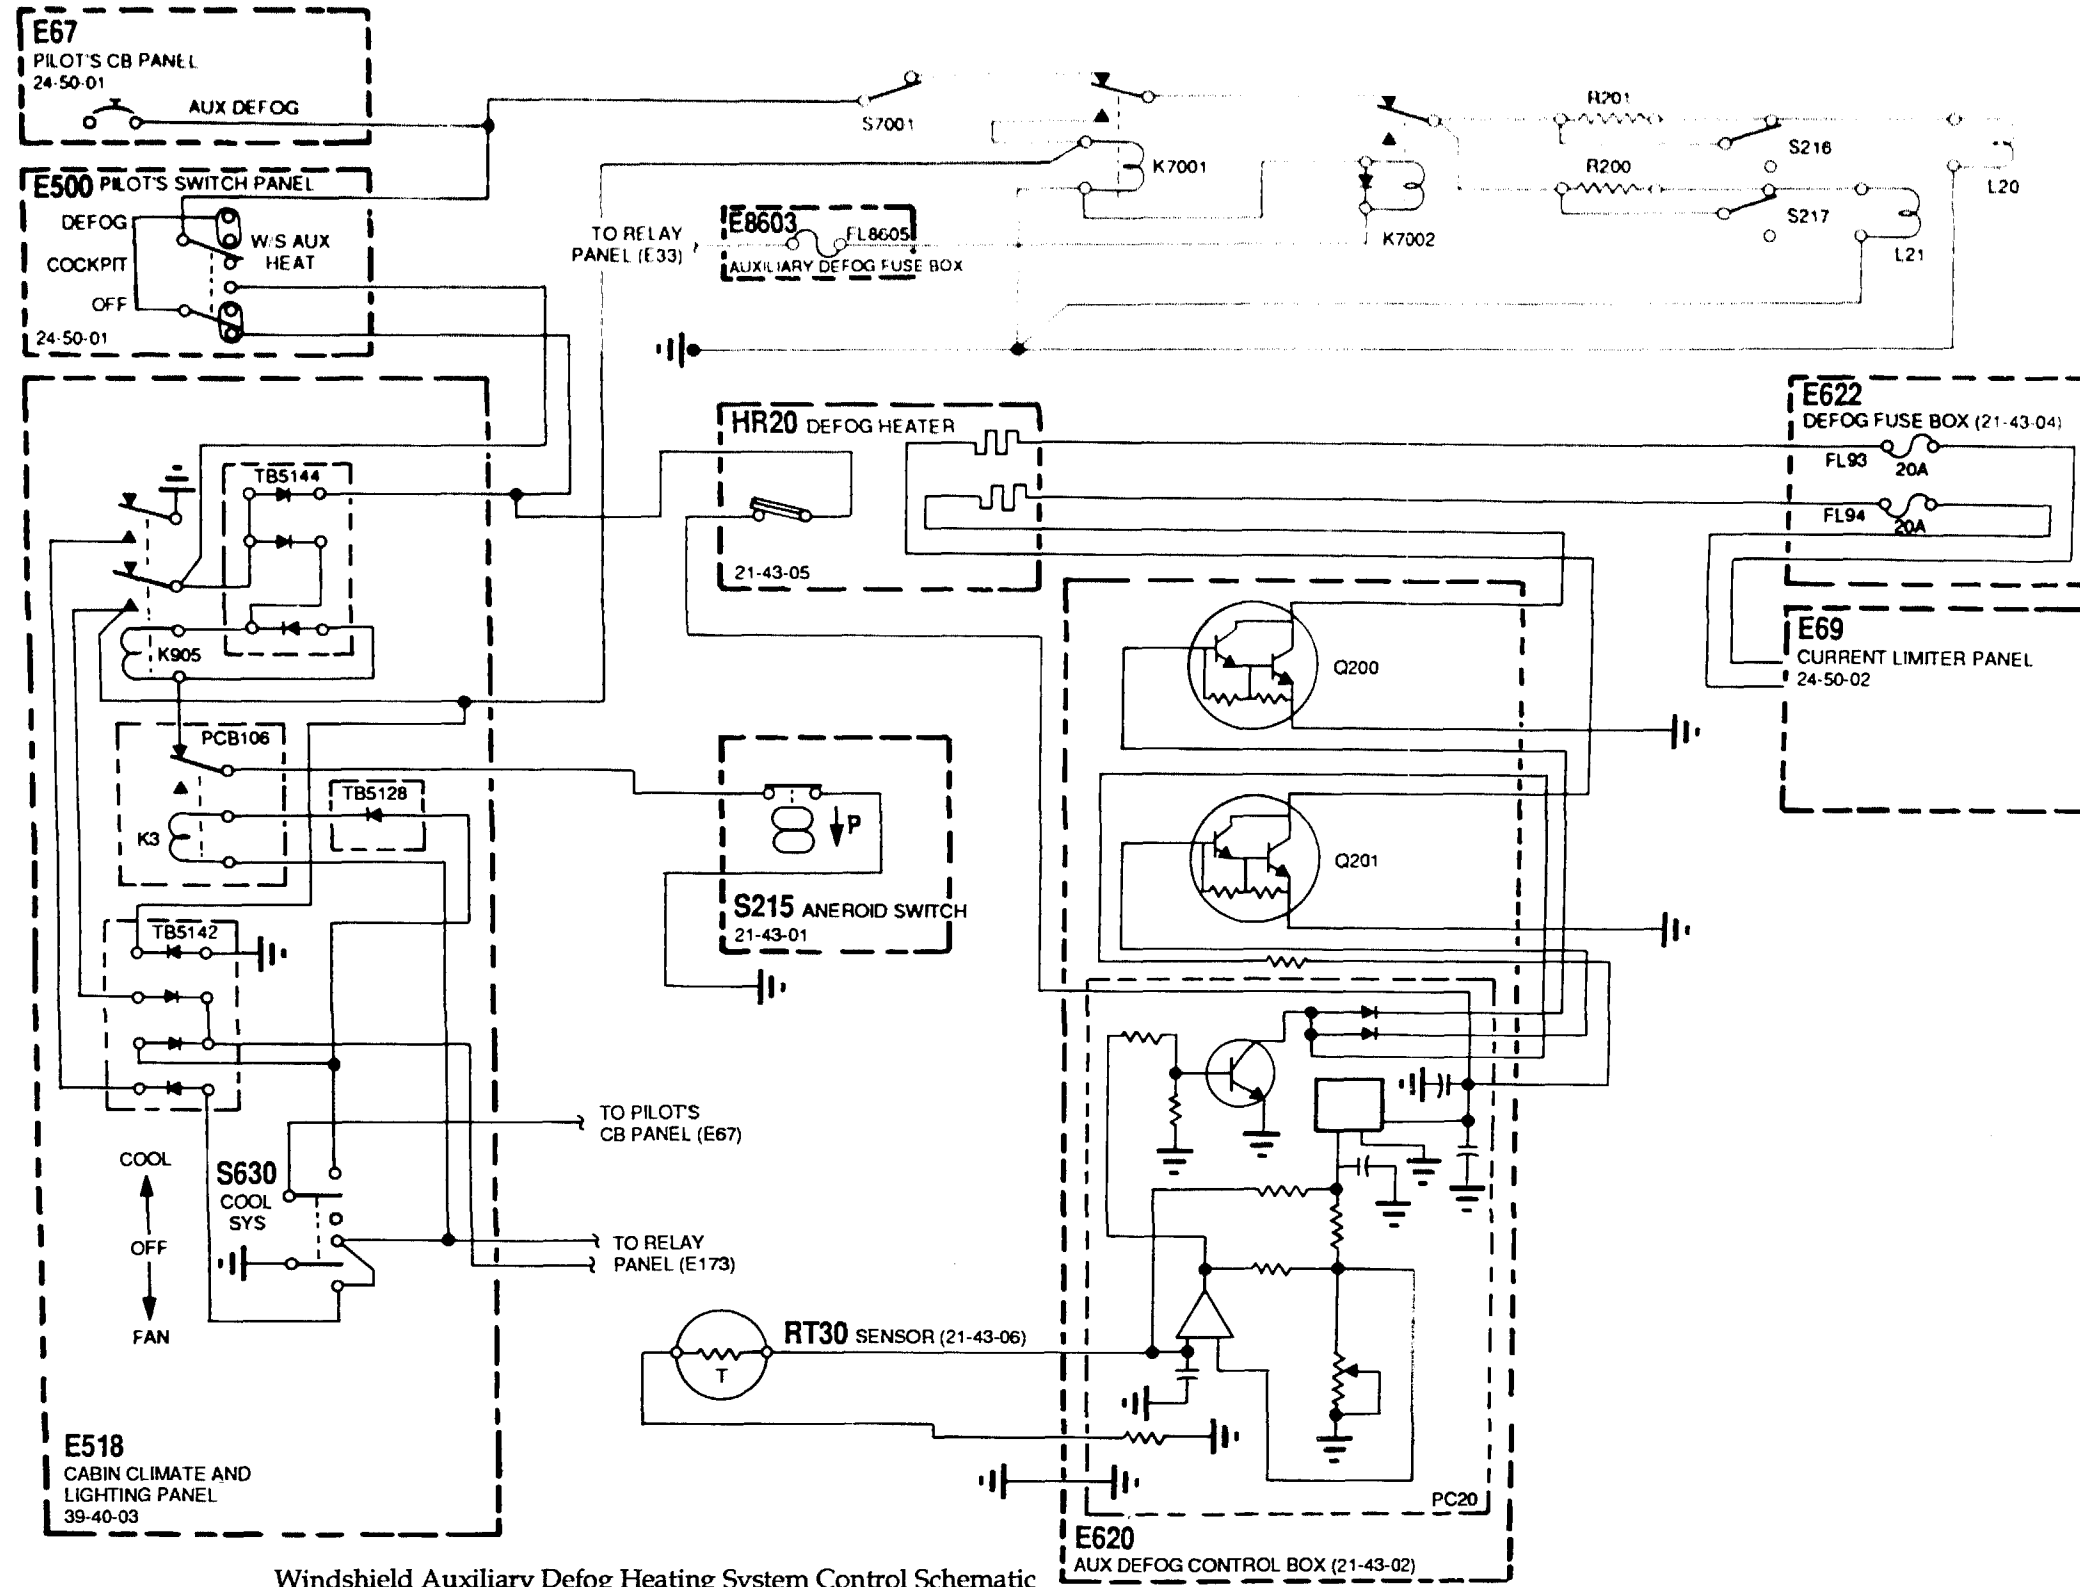 E67
PILOT'S CB PANEL
24-50-01
AUX DEFOG
E500 PILOT'S SWITCH PANEL
DEFOG
W/S AUX
HEAT
COCKPIT
OFF
24-50-01
S7001
K7001
K7002
R201
S216
R200
S217
L20
L21
TO RELAY
PANEL (E33)
E8603
FL8605
AUXILIARY DEFOG FUSE BOX
HR20 DEFOG HEATER
21-43-05
E622
DEFOG FUSE BOX (21-43-04)
FL93
20A
FL94
20A
E69
CURRENT LIMITER PANEL
24-50-02
TB5144
K905
PCB106
K3
TB5128
TB5142
S215 ANEROID SWITCH
21-43-01
P
Q200
Q201
TO PILOT'S
CB PANEL (E67)
COOL
OFF
FAN
S630
COOL
SYS
TO RELAY
PANEL (E173)
RT30 SENSOR (21-43-06)
T
E518
CABIN CLIMATE AND
LIGHTING PANEL
39-40-03
PC20
E620
AUX DEFOG CONTROL BOX (21-43-02)
Windshield Auxiliary Defog Heating System Control Schematic